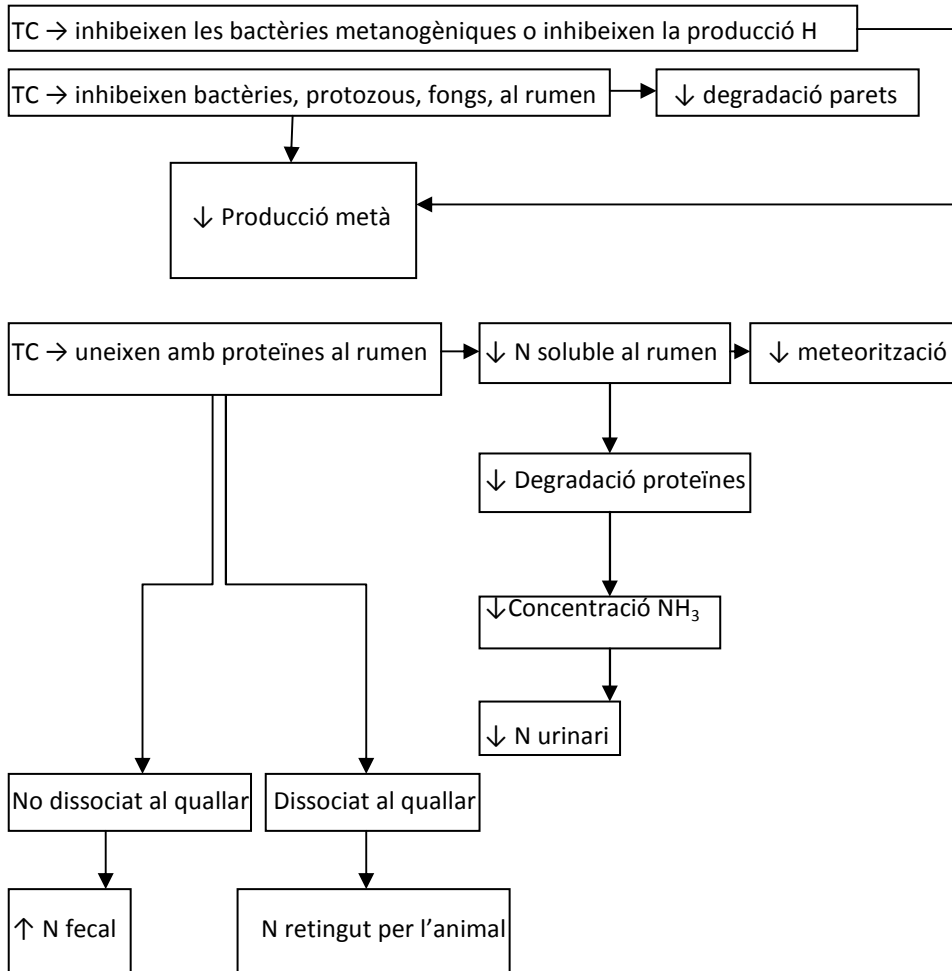 TC → inhibeixen les bactèries metanogèniques o inhibeixen la producció H
TC → inhibeixen bactèries, protozous, fongs, al rumen
↓ degradació parets
↓ Producció metà
TC → uneixen amb proteïnes al rumen
↓ N soluble al rumen
↓ meteorització
↓ Degradació proteïnes
↓Concentració NH₃
↓ N urinari
No dissociat al quallar
Dissociat al quallar
↑ N fecal
N retingut per l’animal